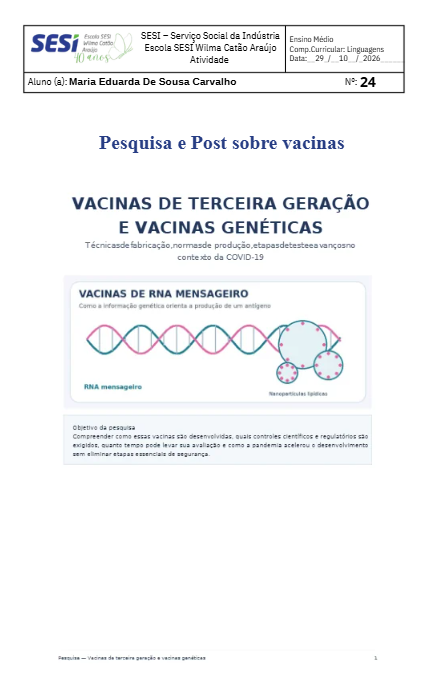 SESI
Escola SESI
Wilma Catão
Araújo
40 anos
SESI – Serviço Social da Indústria
Escola SESI Wilma Catão Araújo
Atividade
Ensino Médio
Comp.Curricular: Linguagens
Data:__29_/__10__/_2026
Aluno (a): Maria Eduarda De Sousa Carvalho
Nº: 24
Pesquisa e Post sobre vacinas
VACINAS DE TERCEIRA GERAÇÃO
E VACINAS GENÉTICAS
Técnicasdefabricação,normasde produção,etapasdetesteeavançosno
contexto da COVID-19
VACINAS DE RNA MENSAGEIRO
Como a informação genética orienta a produção de um antígeno
RNA mensageiro
Nanopartículas lipídicas
Objetivo da pesquisa
Compreender como essas vacinas são desenvolvidas, quais controles científicos e regulatórios são
exigidos, quanto tempo pode levar sua avaliação e como a pandemia acelerou o desenvolvimento
sem eliminar etapas essenciais de segurança.
Pesquisa — Vacinas de terceira geração e vacinas genéticas
1